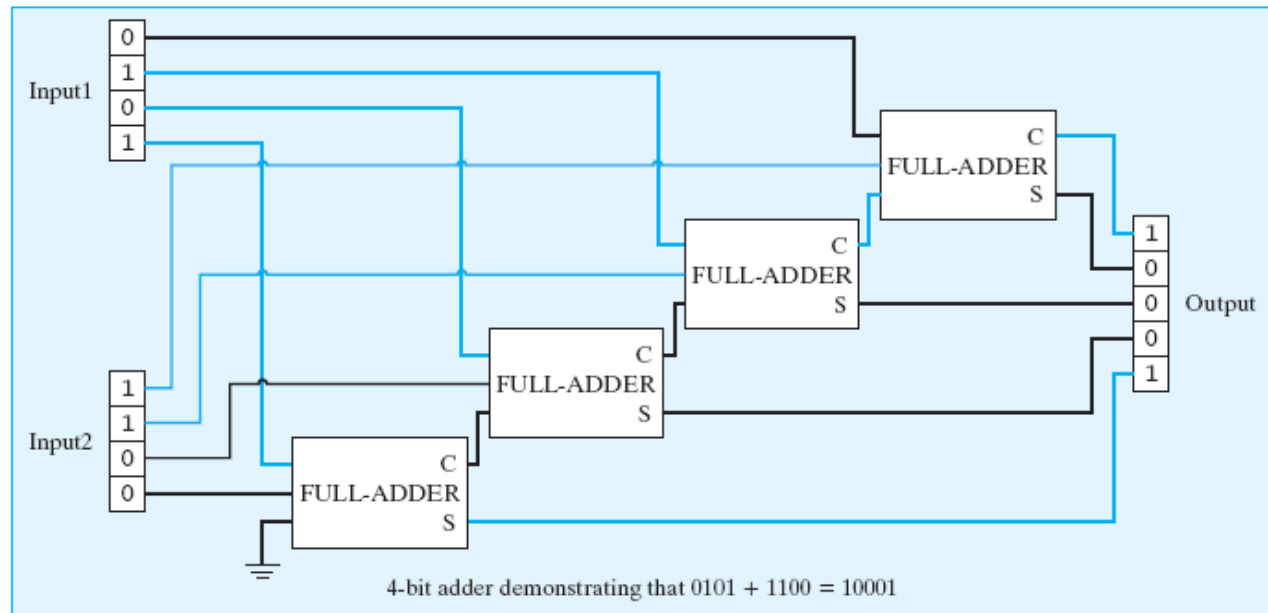 0
1
Input1
0
1
C
FULL-ADDER
S
C
FULL-ADDER
S
1
0
0
Output
0
1
C
FULL-ADDER
S
1
1
Input2
0
0
C
FULL-ADDER
S
4-bit adder demonstrating that 0101 + 1100 = 10001